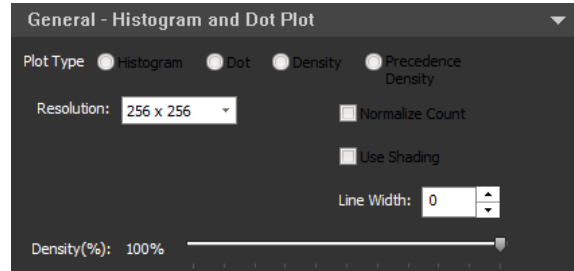 General - Histogram and Dot Plot
Plot Type Histogram Dot Density Precedence Density
Resolution: 256 x 256 Normalize Count
Use Shading
Line Width: 0
Density(%): 100%